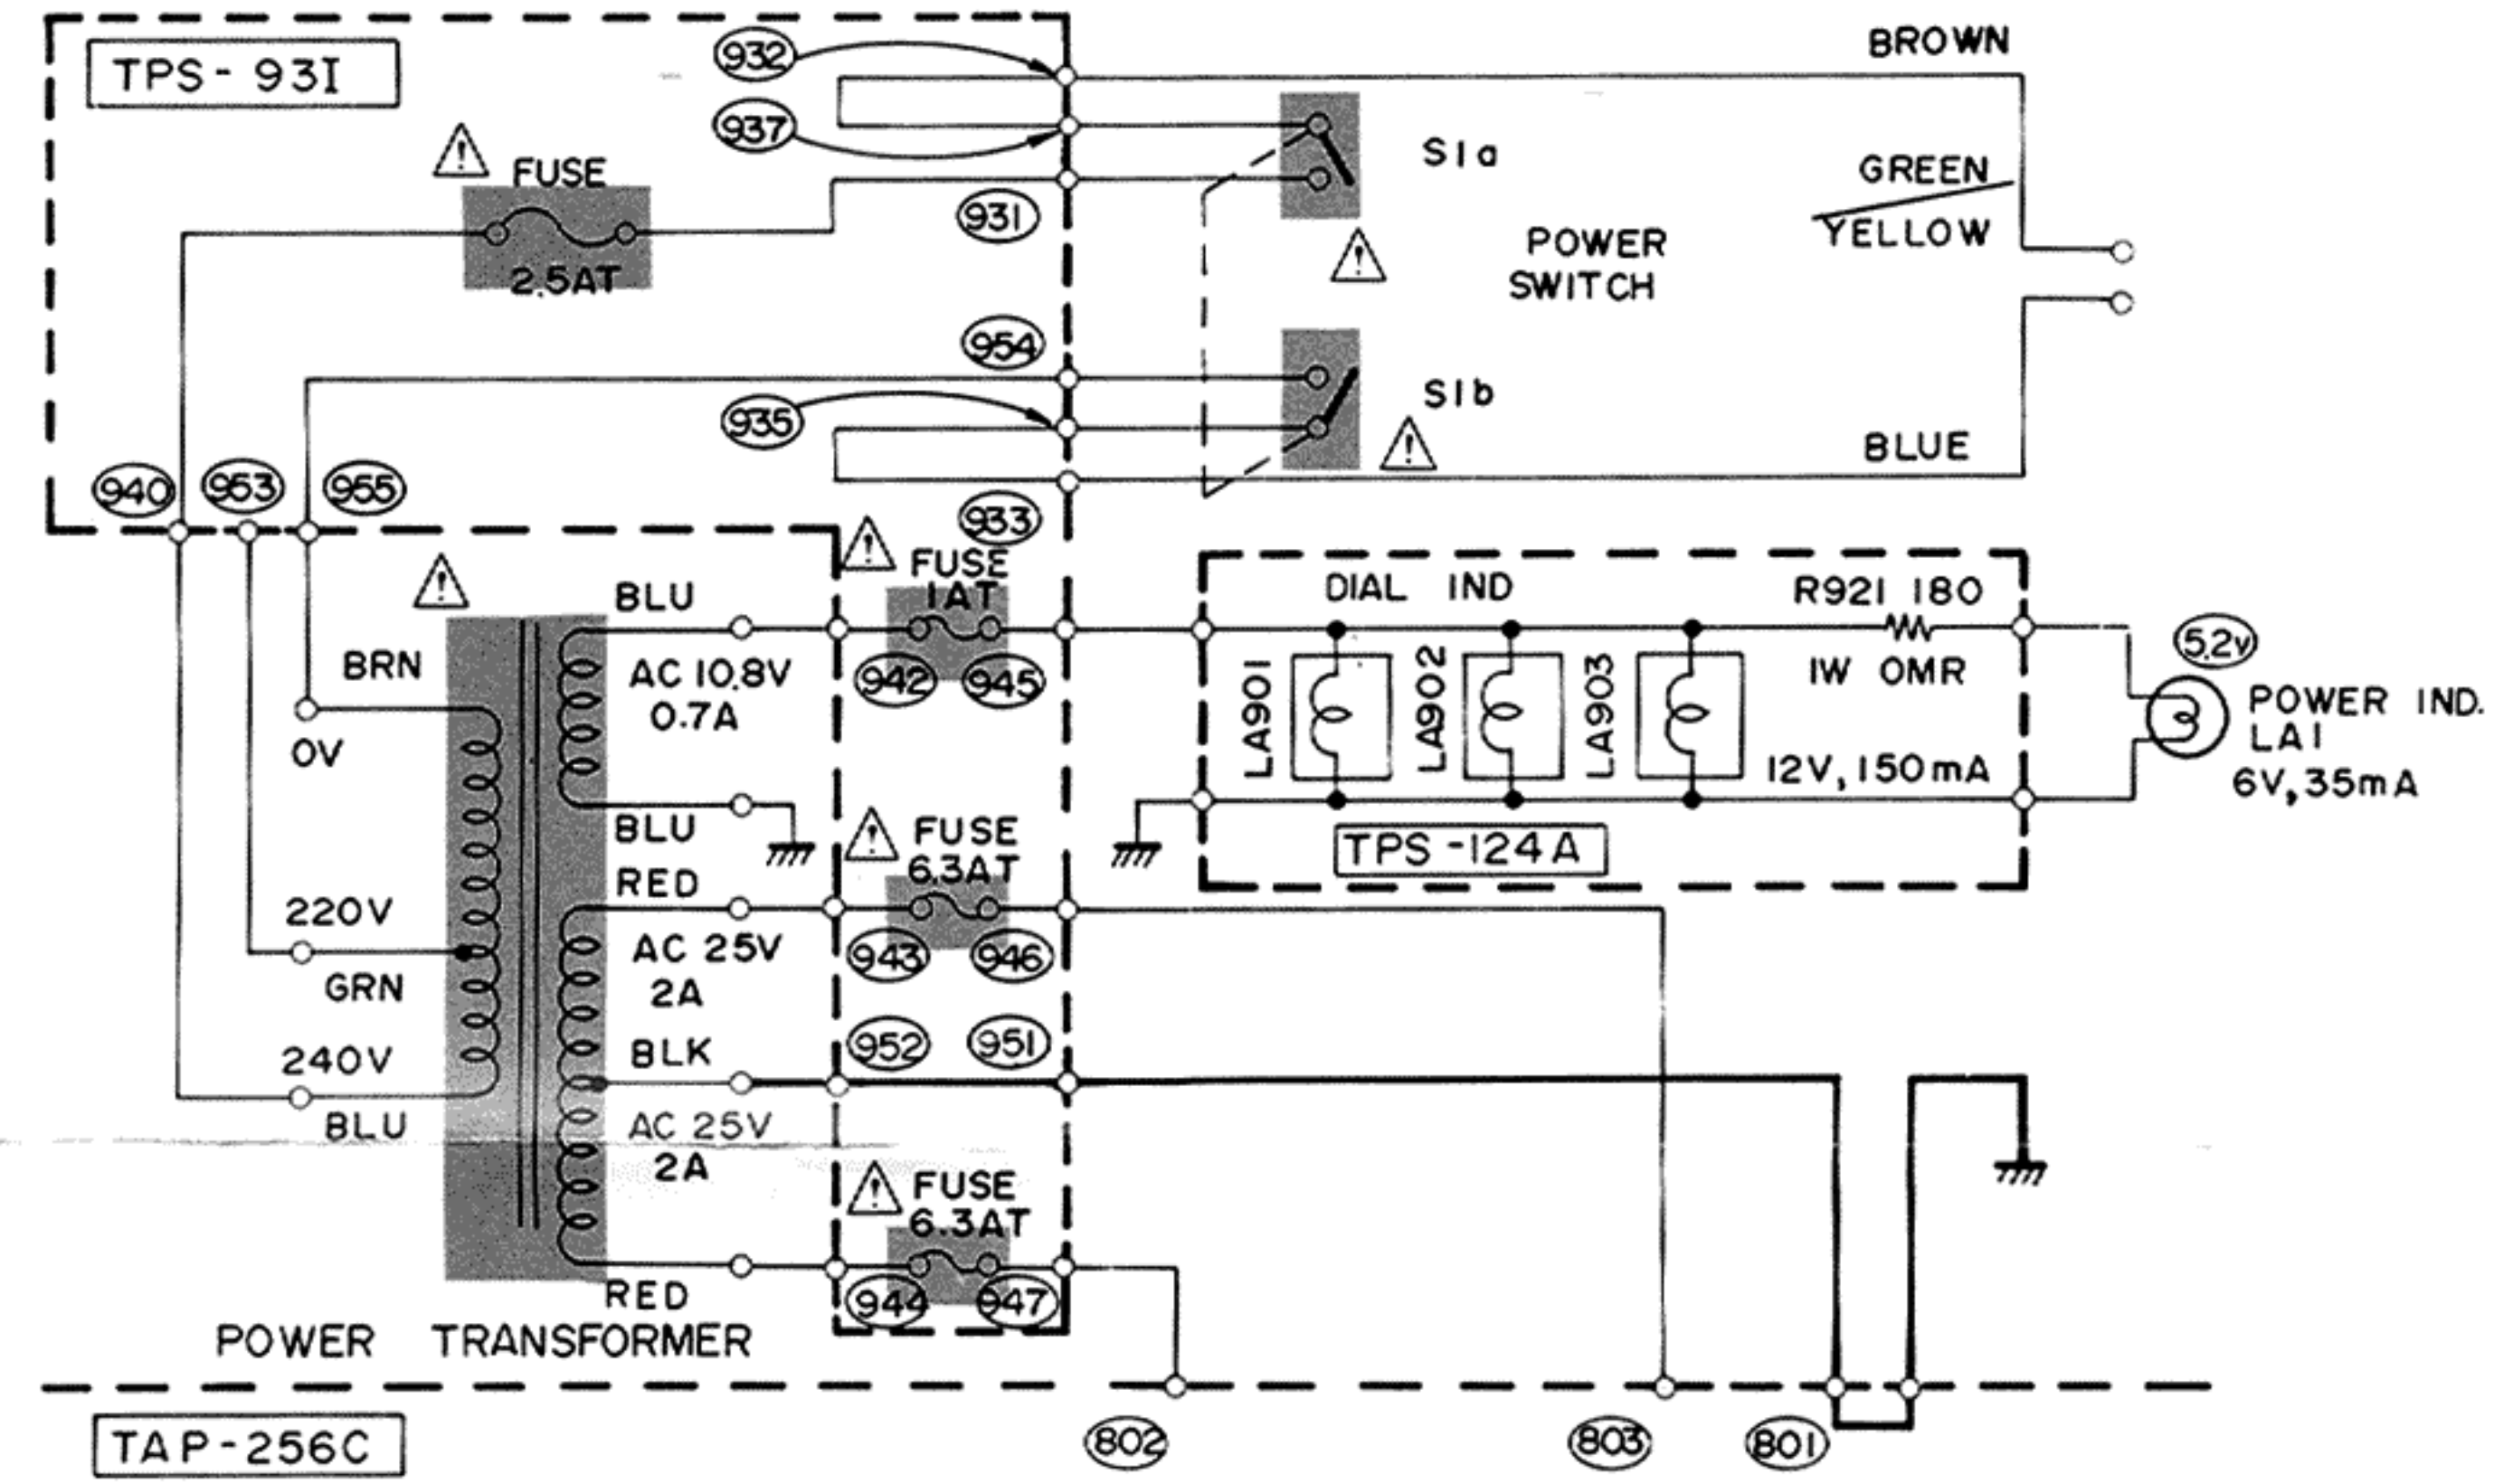 932
BROWN
TPS-931
937
S1a
FUSE
GREEN
931
YELLOW
2.5AT
POWER
SWITCH
954
S1b
935
BLUE
940
953
955
933
FUSE
1AT
DIAL IND
R921 180
BLU
5.2v
BRN
AC 10.8V
0.7A
942
945
LA901
LA902
LA903
1W OMR
POWER IND.
LA1
6V, 35mA
0V
12V, 150mA
BLU
FUSE
6.3AT
TPS-124A
RED
220V
AC 25V
2A
943
946
GRN
952
951
BLK
240V
AC 25V
2A
BLU
FUSE
6.3AT
RED
944
947
POWER TRANSFORMER
TAP-256C
802
803
801